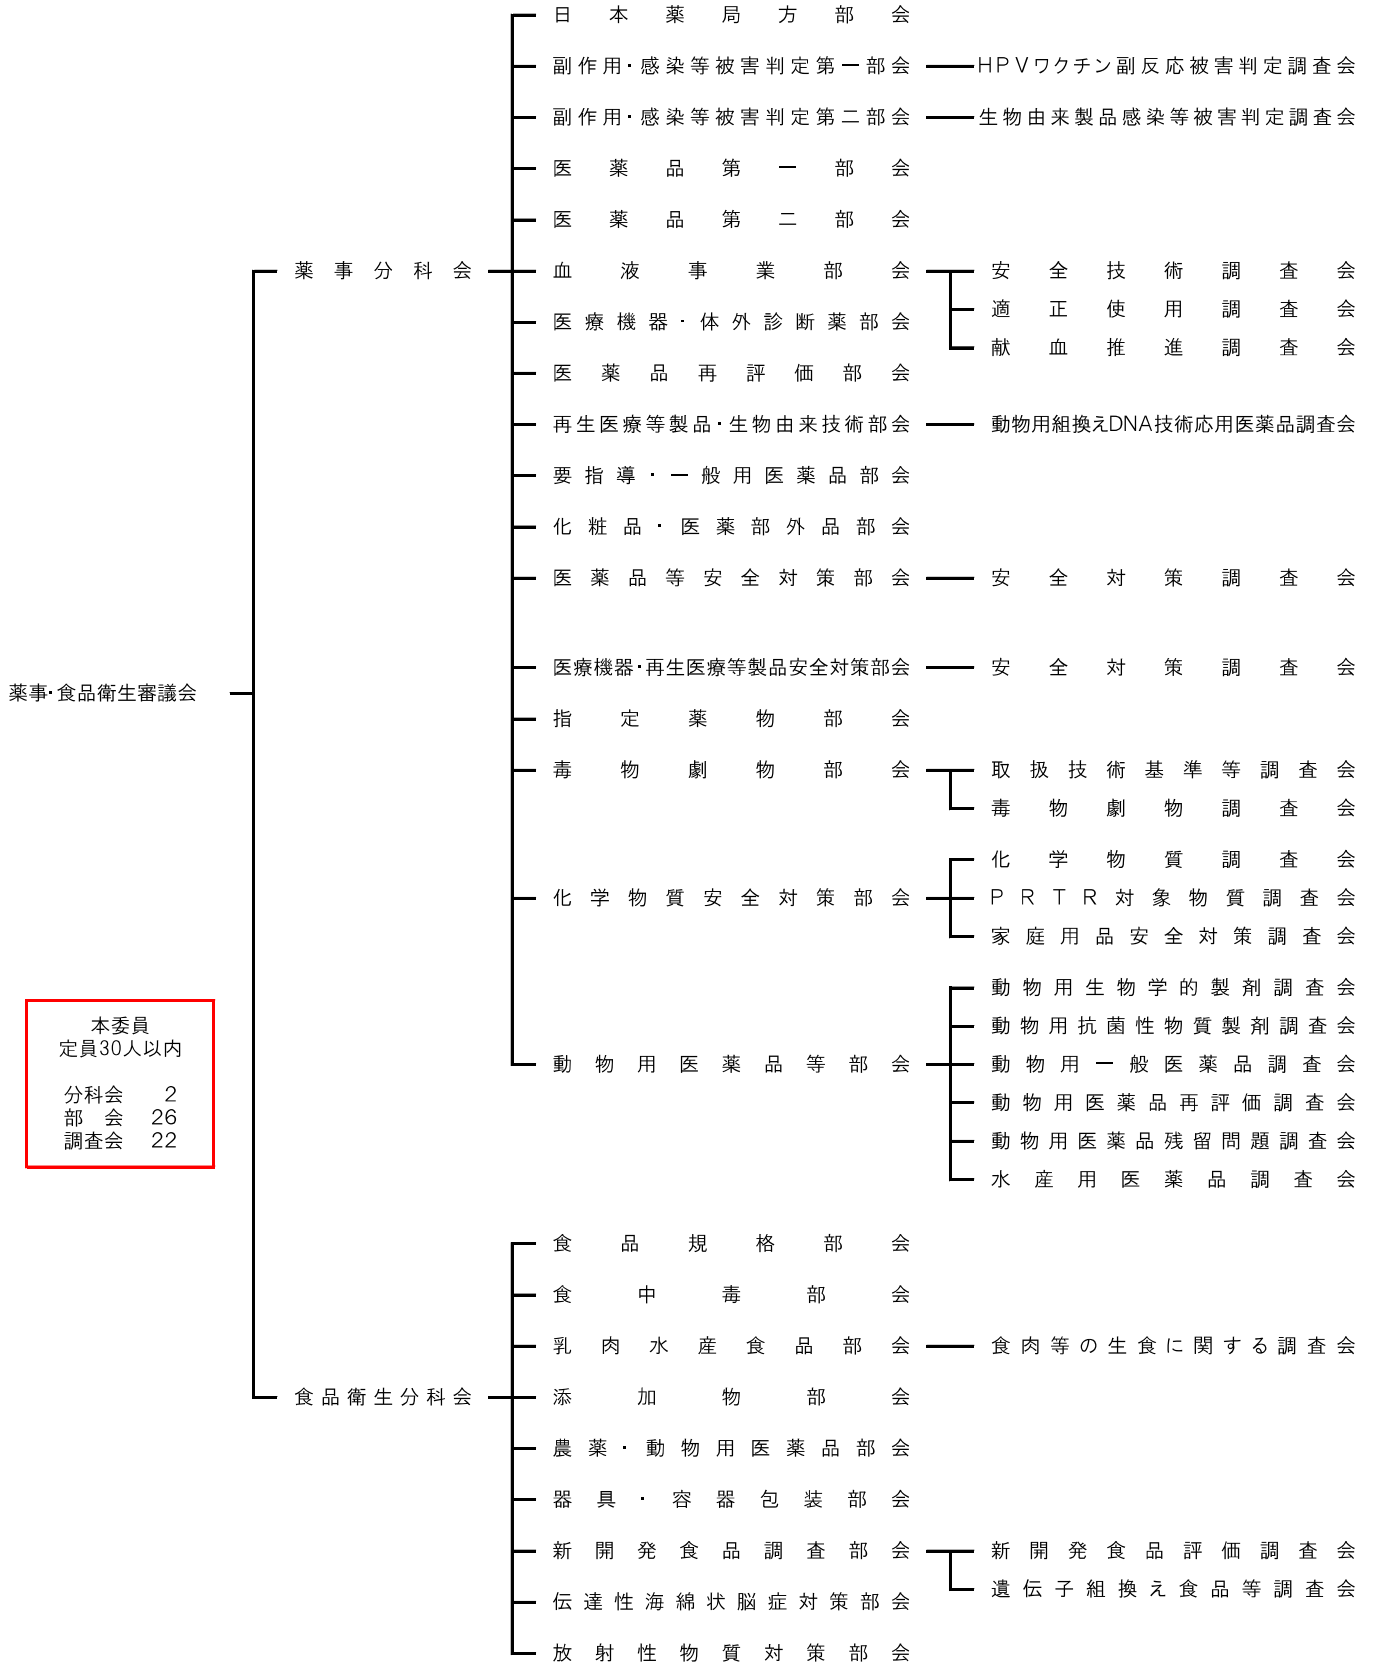 日本薬局方部会
副作用・感染等被害判定第一部会 HPVワクチン副反応被害判定調査会
副作用・感染等被害判定第二部会 生物由来製品感染等被害判定調査会
医薬品第一部会
医薬品第二部会
薬事分科会 血液事業部会 安全技術調査会
適正使用調査会
医療機器・体外診断薬部会
献血推進調査会
医薬品再評価部会
再生医療等製品・生物由来技術部会 動物用組換えDNA技術応用医薬品調査会
要指導・一般用医薬品部会
化粧品・医薬部外品部会
医薬品等安全対策部会 安全対策調査会
医療機器・再生医療等製品安全対策部会 安全対策調査会
薬事・食品衛生審議会
指定薬物部会
毒物劇物部会 取扱技術基準等調査会
毒物劇物調査会
化学物質調査会
化学物質安全対策部会 PRTR対象物質調査会
家庭用品安全対策調査会
動物用生物学的製剤調査会
動物用抗菌性物質製剤調査会
動物用医薬品等部会 動物用一般医薬品調査会
動物用医薬品再評価調査会
動物用医薬品残留問題調査会
水産用医薬品調査会
本委員
定員30人以内
分科会 2
部会 26
調査会 22
食品規格部会
食中毒部会
乳肉水産食品部会 食肉等の生食に関する調査会
食品衛生分科会 添加物部会
農薬・動物用医薬品部会
器具・容器包装部会
新開発食品調査部会 新開発食品評価調査会
遺伝子組換え食品等調査会
伝達性海綿状脳症対策部会
放射性物質対策部会